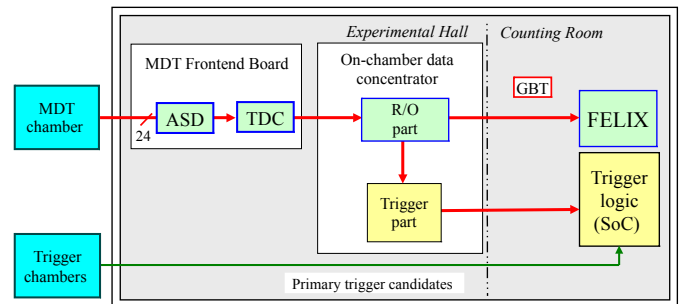 Experimental Hall
Counting Room
MDT Frontend Board
On-chamber data
concentrator
MDT
chamber
24
ASD
TDC
R/O
part
GBT
FELIX
Trigger
part
Trigger
logic
(SoC)
Trigger
chambers
Primary trigger candidates